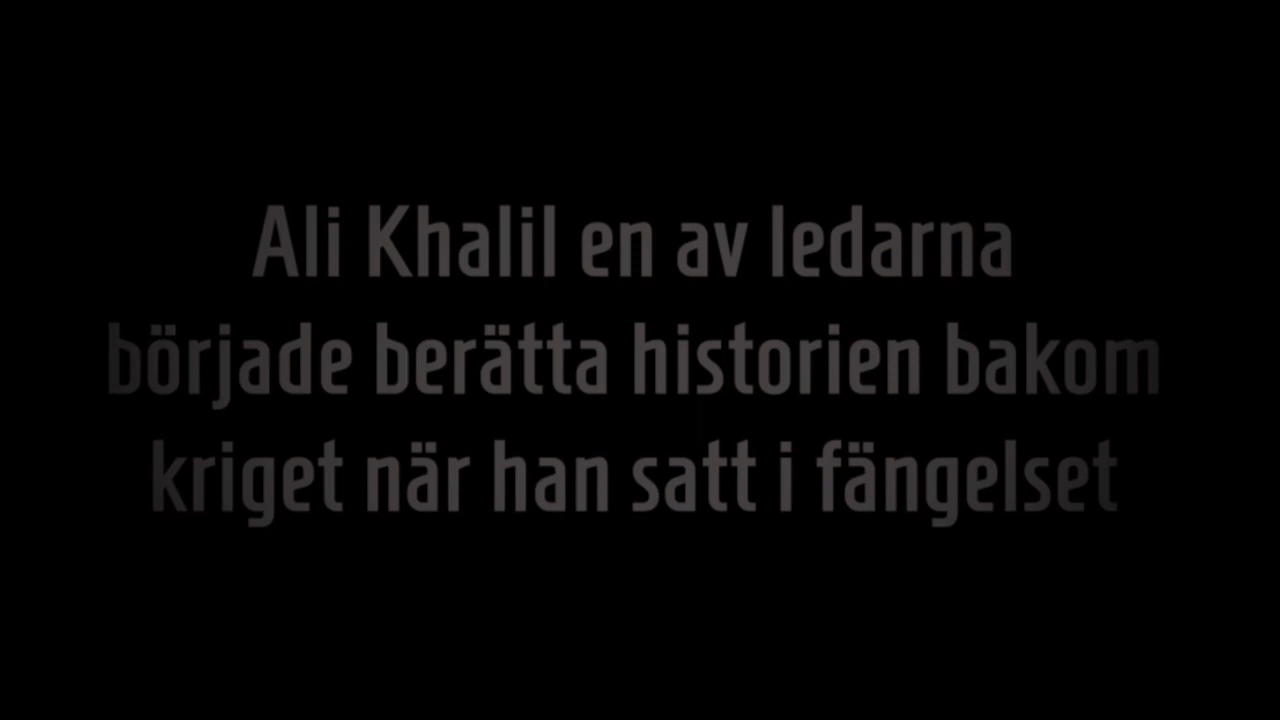 Ali Khalil en av ledarna
började berätta historien bakom
kriget när han satt i fängelset